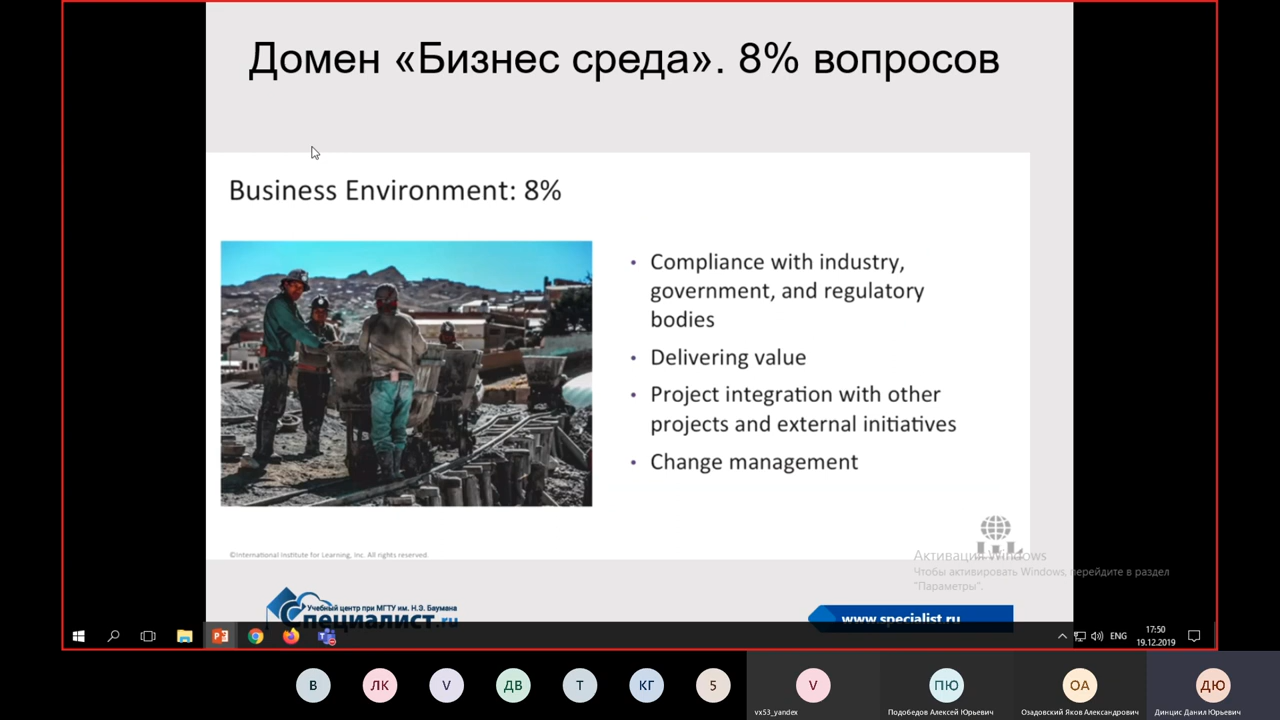 Домен «Бизнес среда». 8% вопросов
Business Environment: 8%
• Compliance with industry,
government, and regulatory
bodies
• Delivering value
• Project integration with other
projects and external initiatives
• Change management
©International Institute for Learning, Inc. All rights reserved.
IIL
Активация Windows
Чтобы активировать Windows, перейдите в раздел
"Параметры".
Учебный центр при МГТУ им. Н.Э. Баумана
Специалист.ru
www.specialist.ru
ENG
17:50
19.12.2019
В
ЛК
V
ДВ
Т
КГ
5
V
ПЮ
ОА
ДЮ
vx53_yandex
Подобедов Алексей Юрьевич
Озадовский Яков Александрович
Динцис Данил Юрьевич